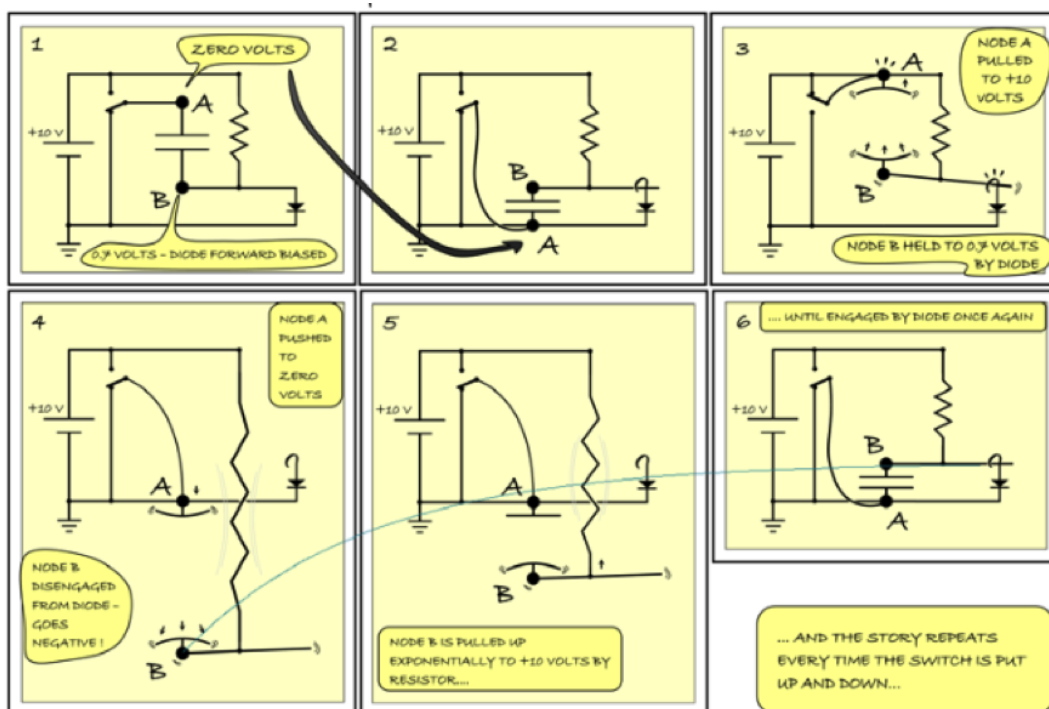 1
ZERO VOLTS
A
+10 V
B
0.7 VOLTS - DIODE FORWARD BIASED
2
+10 V
B
A
3
NODE A
PULLED
TO +10
VOLTS
A
+10 V
B
NODE B HELD TO 0.7 VOLTS
BY DIODE
4
NODE A
PUSHED
TO
ZERO
VOLTS
+10 V
A
NODE B
DISENGAGED
FROM DIODE -
GOES
NEGATIVE !
B
5
+10 V
A
B
NODE B IS PULLED UP
EXPONENTIALLY TO +10 VOLTS BY
RESISTOR....
6
.... UNTIL ENGAGED BY DIODE ONCE AGAIN
+10 V
B
A
... AND THE STORY REPEATS
EVERY TIME THE SWITCH IS PUT
UP AND DOWN...